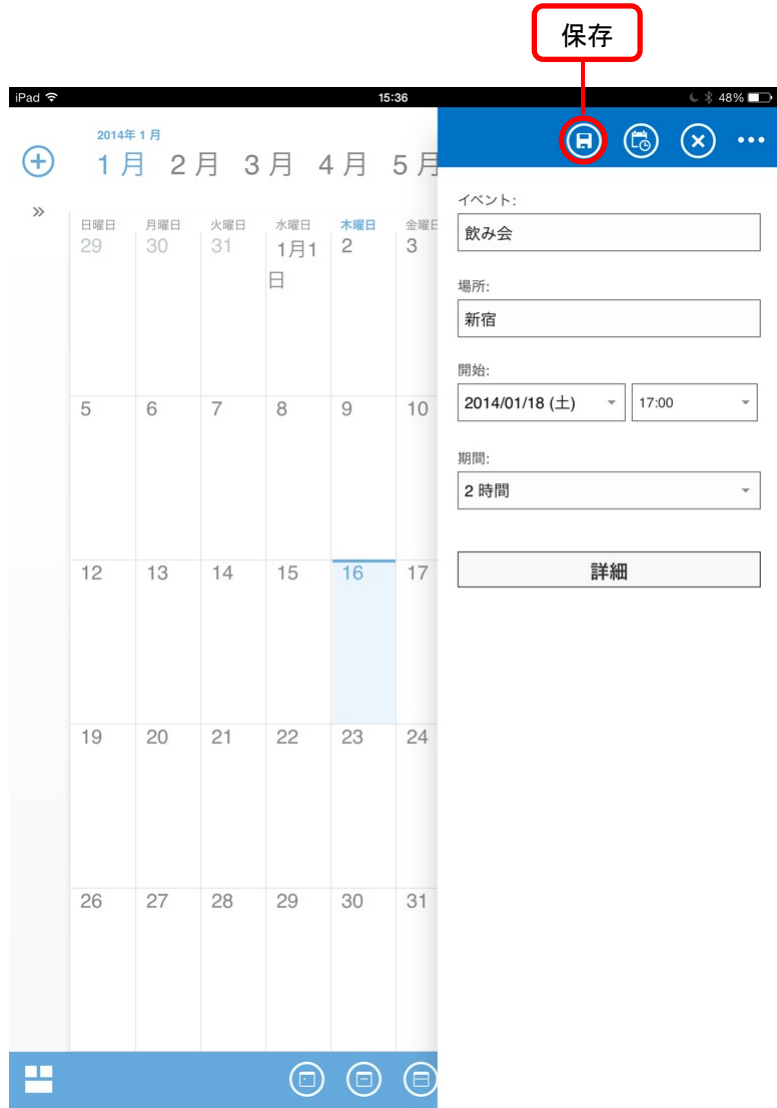 保存
iPad 15:36 48%
2014年 1 月
1 月 2 月 3 月 4 月 5 月
日曜日 月曜日 火曜日 水曜日 木曜日 金曜
29 30 31 1月1日 2 3
5 6 7 8 9 10
12 13 14 15 16 17
19 20 21 22 23 24
26 27 28 29 30 31
イベント:
飲み会
場所:
新宿
開始:
2014/01/18 (土) 17:00
期間:
2 時間
詳細